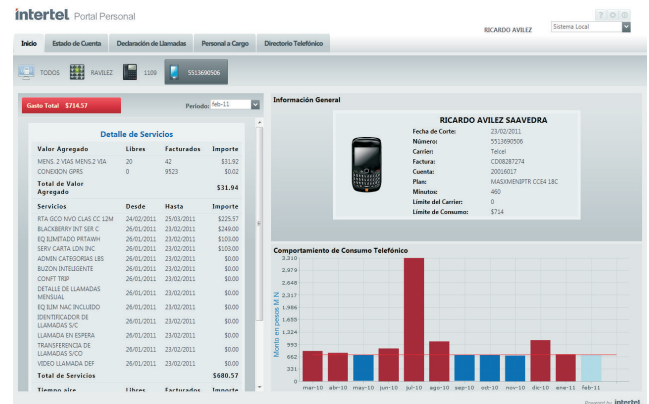 intertel Portal Personal
RICARDO AVILEZ Sistema Local
Inicio Estado de Cuenta Declaración de Llamadas Personal a Cargo Directorio Telefónico
TODOS RAVILEZ 1109 5513690506
Gasto Total $714.57 Periodo: feb-11
Detalle de Servicios
Valor Agregado Libres Facturados Importe
MENS. 2 VIAS MENS.2 VIA 20 42 $31.92
CONEXION GPRS 0 9523 $0.02
Total de Valor Agregado $31.94
Servicios Desde Hasta Importe
RTA GCO NVO CLAS CC 12M 24/02/2011 25/03/2011 $225.57
BLACKBERRY INT SER C 26/01/2011 23/02/2011 $249.00
EQ ILIMITADO PRTAWH 26/01/2011 23/02/2011 $103.00
SERV CARTA LDN INC 26/01/2011 23/02/2011 $103.00
ADMIN CATEGORIAS LBS 26/01/2011 23/02/2011 $0.00
BUZON INTELIGENTE 26/01/2011 23/02/2011 $0.00
CONFT TRIP 26/01/2011 23/02/2011 $0.00
DETALLE DE LLAMADAS MENSUAL 26/01/2011 23/02/2011 $0.00
EQ ILIM NAC INCLUIDO 26/01/2011 23/02/2011 $0.00
IDENTIFICADOR DE LLAMADAS S/C 26/01/2011 23/02/2011 $0.00
LLAMADA EN ESPERA 26/01/2011 23/02/2011 $0.00
TRANSFERENCIA DE LLAMADAS S/CO 26/01/2011 23/02/2011 $0.00
VIDEO LLAMADA DEF 26/01/2011 23/02/2011 $0.00
Total de Servicios $680.57
Tiempo aire Libres Facturados Importe
Información General
RICARDO AVILEZ SAAVEDRA
Fecha de Corte: 23/02/2011
Número: 5513690506
Carrier: Telcel
Factura: CD08287274
Cuenta: 20016017
Plan: MASXMENIPTR CCE4 18C
Minutos: 460
Límite del Carrier: 0
Límite de Consumo: $714
Comportamiento de Consumo Telefónico
Monto en pesos M.N
3,310
2,979
2,648
2,317
1,986
1,655
1,324
993
662
331
0
mar-10 abr-10 may-10 jun-10 jul-10 ago-10 sep-10 oct-10 nov-10 dic-10 ene-11 feb-11
Powered by intertel